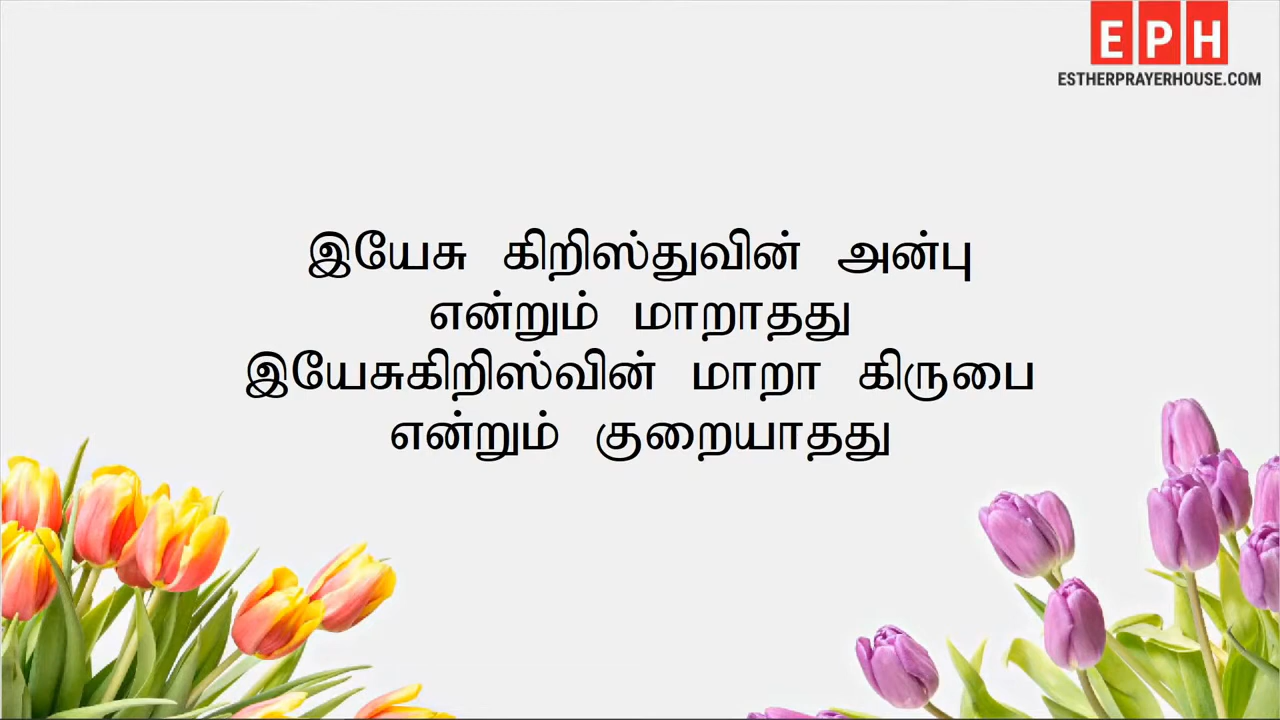 EPH
ESTHERPRAYERHOUSE.COM
இயேசு கிறிஸ்துவின் அன்பு
என்றும் மாறாதது
இயேசுகிறிஸ்வின் மாறா கிருபை
என்றும் குறையாதது